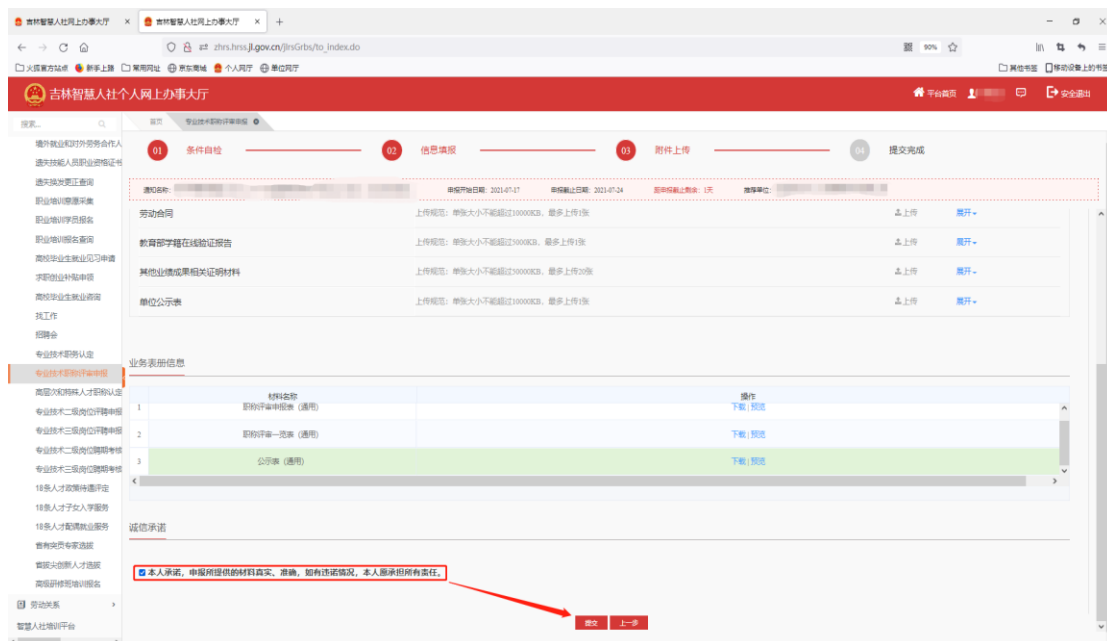 吉林智慧人社网上办事大厅 × 吉林智慧人社网上办事大厅 × +
zhrs.hrss.jl.gov.cn/jlrsGrbs/to_index.do 90%
火狐官方站点 新手上路 常用网址 京东商城 个人网厅 单位网厅 其他书签 移动设备上的书签
吉林智慧人社个人网上办事大厅 平台首页 安全退出
搜索... 首页 专业技术职称评审申报
境外就业和对外劳务合作人
遗失技能人员职业资格证书
遗失换发更正查询
职业培训意愿采集
职业培训学员报名
职业培训报名查询
高校毕业生就业见习申请
求职创业补贴申领
高校毕业生就业咨询
找工作
招聘会
专业技术职务认定
专业技术职称评审申报
高层次和特殊人才职称认定
专业技术二级岗位评聘申报
专业技术三级岗位评聘申报
专业技术二级岗位聘期考核
专业技术三级岗位聘期考核
18条人才政策待遇评定
18条人才子女入学服务
18条人才配偶就业服务
省有突贡专家选拔
省拔尖创新人才选拔
高级研修班培训报名
劳动关系 >
智慧人社培训平台
01 条件自检 02 信息填报 03 附件上传 04 提交完成
通知名称: 申报开始日期: 2021-07-17 申报截止日期: 2021-07-24 距申报截止剩余: 1天 推荐单位:
劳动合同 上传规范: 单张大小不能超过10000KB、最多上传1张 上传 展开
教育部学籍在线验证报告 上传规范: 单张大小不能超过5000KB、最多上传1张 上传 展开
其他业绩成果相关证明材料 上传规范: 单张大小不能超过50000KB、最多上传20张 上传 展开
单位公示表 上传规范: 单张大小不能超过10000KB、最多上传1张 上传 展开
业务表册信息
材料名称 操作
1 职称评审申报表 (通用) 下载 | 预览
2 职称评审一览表 (通用) 下载 | 预览
3 公示表 (通用) 下载 | 预览
诚信承诺
本人承诺，申报所提供的材料真实、准确，如有违诺情况，本人愿承担所有责任。
提交 上一步